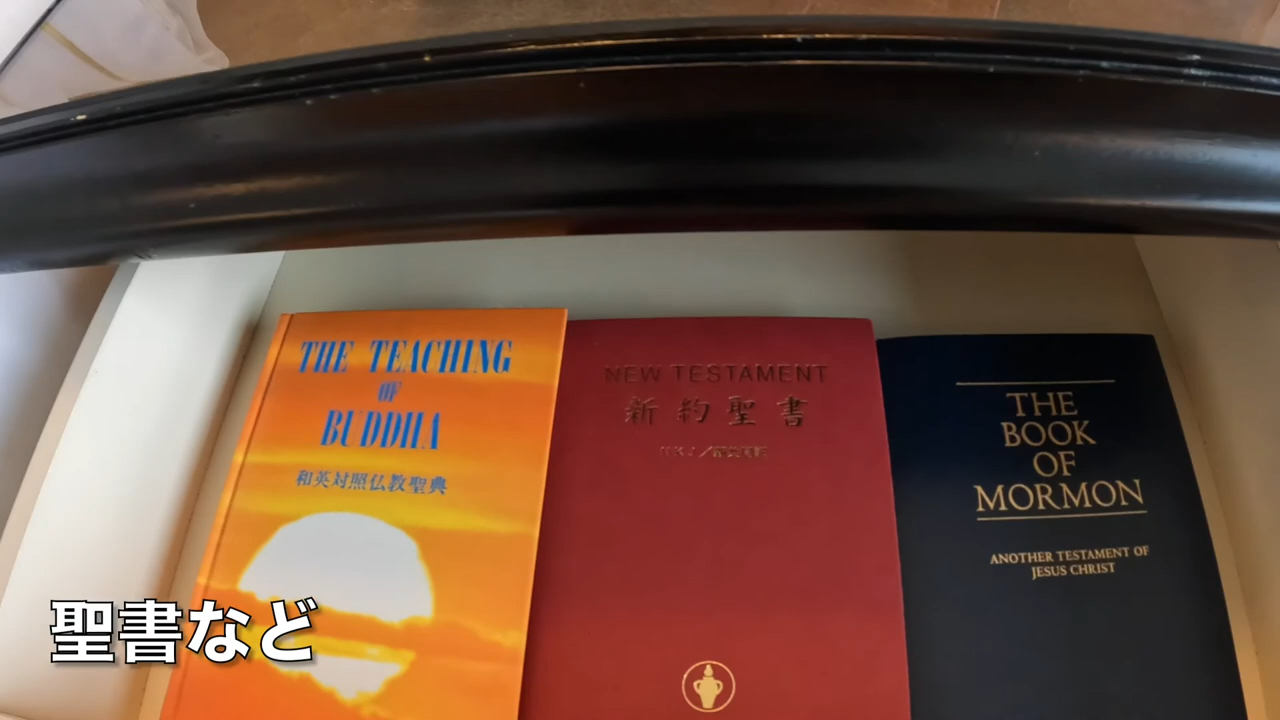 THE TEACHING
OF
BUDDHA
和英対照仏教聖典
NEW TESTAMENT
新約聖書
THE
BOOK
OF
MORMON
ANOTHER TESTAMENT OF
JESUS CHRIST
聖書など